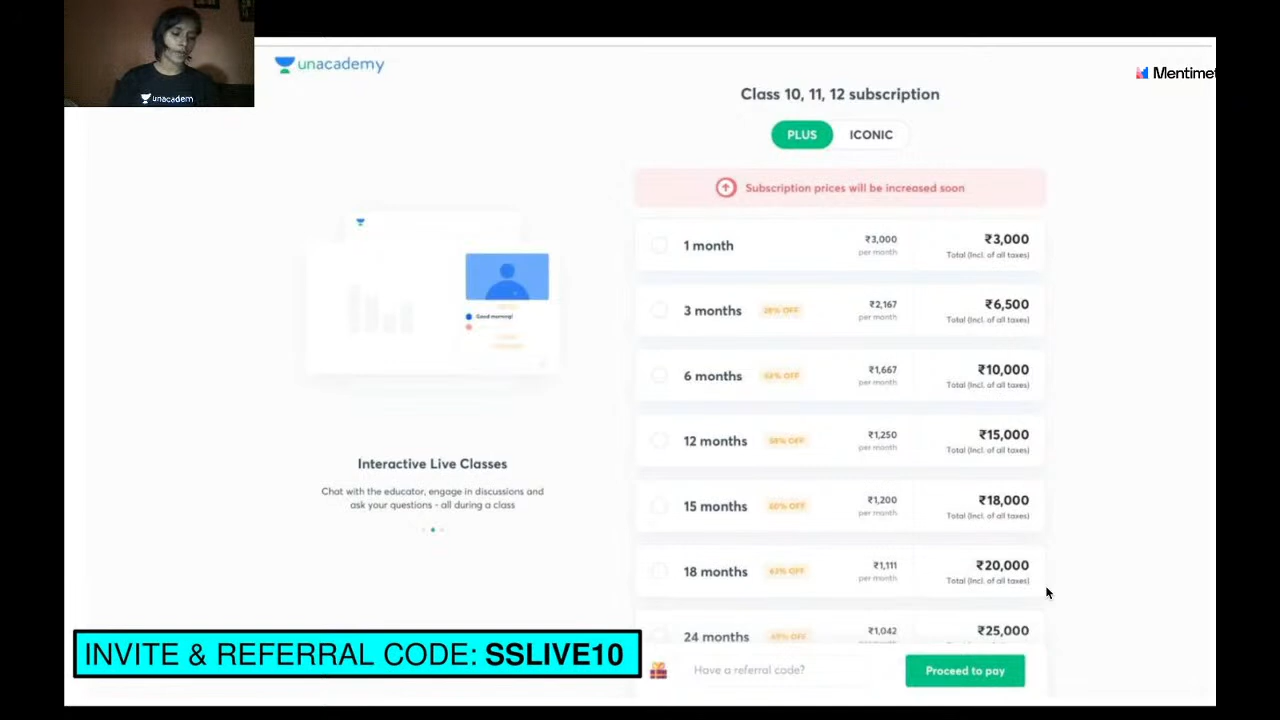 unacademy
unacademy
Mentimet
Class 10, 11, 12 subscription
PLUS
ICONIC
Subscription prices will be increased soon
1 month
₹3,000
per month
₹3,000
Total (Incl. of all taxes)
3 months
₹2,167
per month
₹6,500
Total (Incl. of all taxes)
6 months
₹1,667
per month
₹10,000
Total (Incl. of all taxes)
12 months
58% OFF
₹1,250
per month
₹15,000
Total (Incl. of all taxes)
15 months
60% OFF
₹1,200
per month
₹18,000
Total (Incl. of all taxes)
18 months
63% OFF
₹1,111
per month
₹20,000
Total (Incl. of all taxes)
24 months
₹1,042
₹25,000
Good morning!
Interactive Live Classes
Chat with the educator, engage in discussions and
ask your questions - all during a class
INVITE & REFERRAL CODE: SSLIVE10
Have a referral code?
Proceed to pay